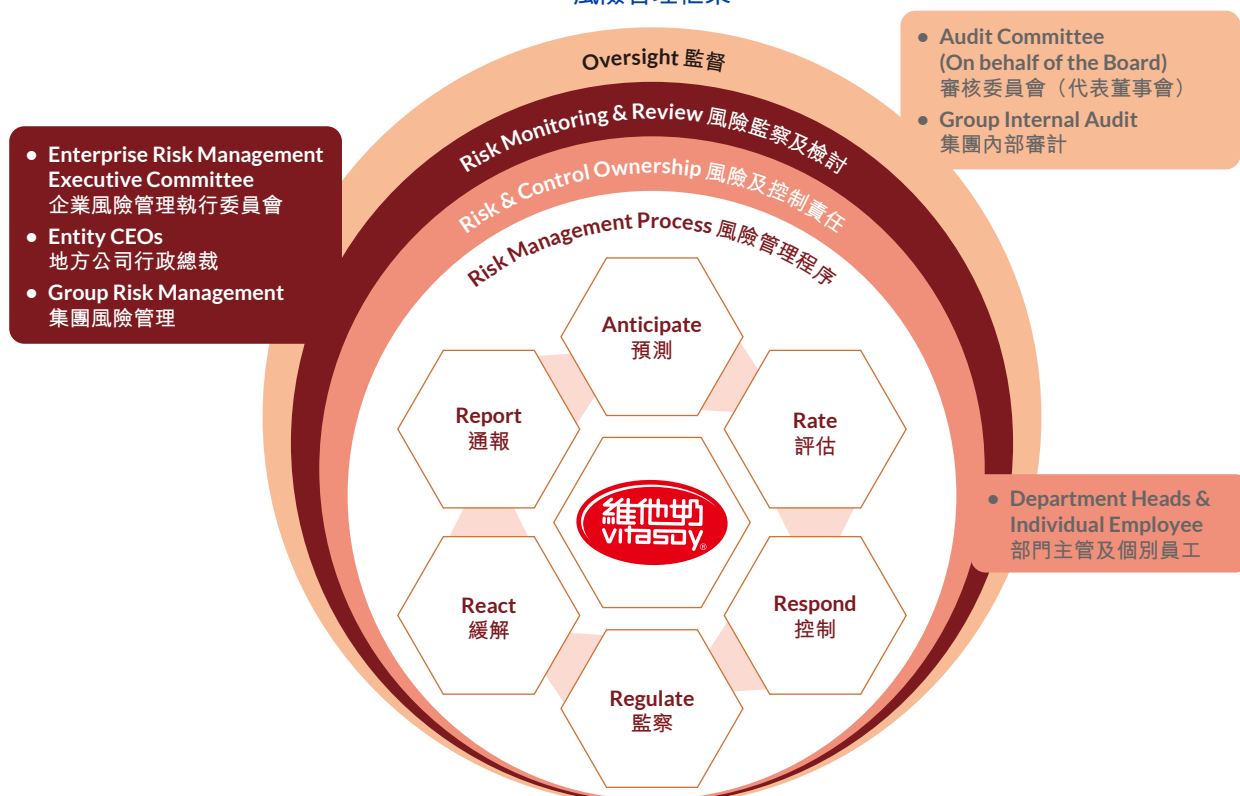 風險管理框架
Oversight 監督
Risk Monitoring & Review 風險監察及檢討
Risk & Control Ownership 風險及控制責任
Risk Management Process 風險管理程序
● Audit Committee
(On behalf of the Board)
審核委員會（代表董事會）
● Group Internal Audit
集團內部審計
● Enterprise Risk Management
Executive Committee
企業風險管理執行委員會
● Entity CEOs
地方公司行政總裁
● Group Risk Management
集團風險管理
● Department Heads &
Individual Employee
部門主管及個別員工
Anticipate
預測
Rate
評估
Respond
控制
Regulate
監察
React
緩解
Report
通報
維他奶
vitasoy®